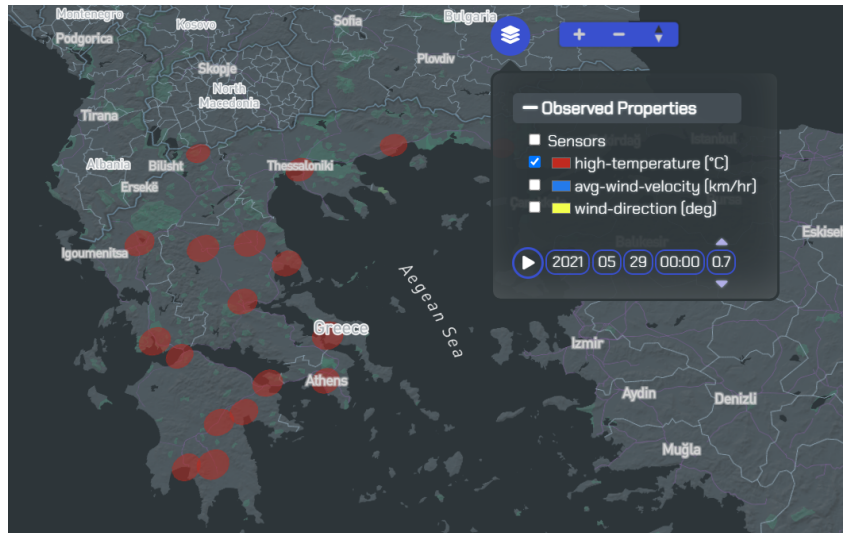 Montenegro
Podgorica
Kosovo
Sofia
Bulgaria
Plovdiv
Skopje
North
Macedonia
Tirana
Albania
Bilisht
Ersekë
Thessaloniki
Igoumenitsa
Greece
Athens
Aegean Sea
Izmir
Aydin
Denizli
Muğla
Eskiseh
+ −
− Observed Properties
Sensors
high-temperature (°C)
avg-wind-velocity (km/hr)
wind-direction (deg)
2021 05 29 00:00 0.7